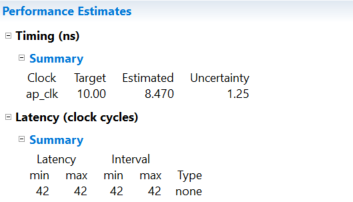 Performance Estimates
Timing (ns)
Summary
Clock Target Estimated Uncertainty
ap_clk 10.00 8.470 1.25
Latency (clock cycles)
Summary
Latency Interval
min max min max Type
42 42 42 42 none